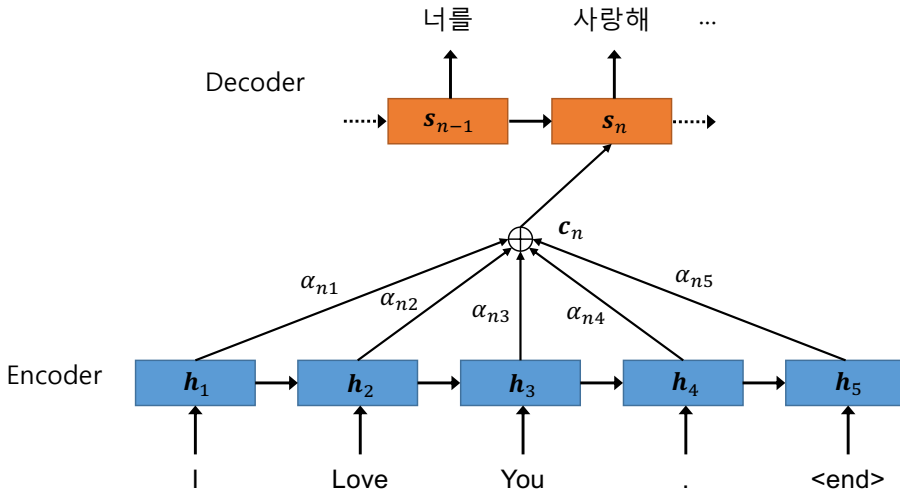 너를 사랑해 ...
Decoder
s_{n−1} s_n
c_n
α_{n1} α_{n2} α_{n3} α_{n4} α_{n5}
Encoder
h_1 h_2 h_3 h_4 h_5
I Love You . <end>